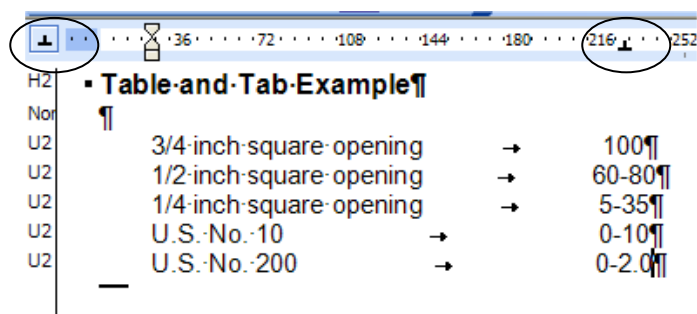 36 72 108 144 180 216 252
H2 ▪ Table·and·Tab·Example¶
Nor ¶
U2 3/4·inch·square·opening → 100¶
U2 1/2·inch·square·opening → 60-80¶
U2 1/4·inch·square·opening → 5-35¶
U2 U.S.·No.·10 → 0-10¶
U2 U.S.·No.·200 → 0-2.0¶